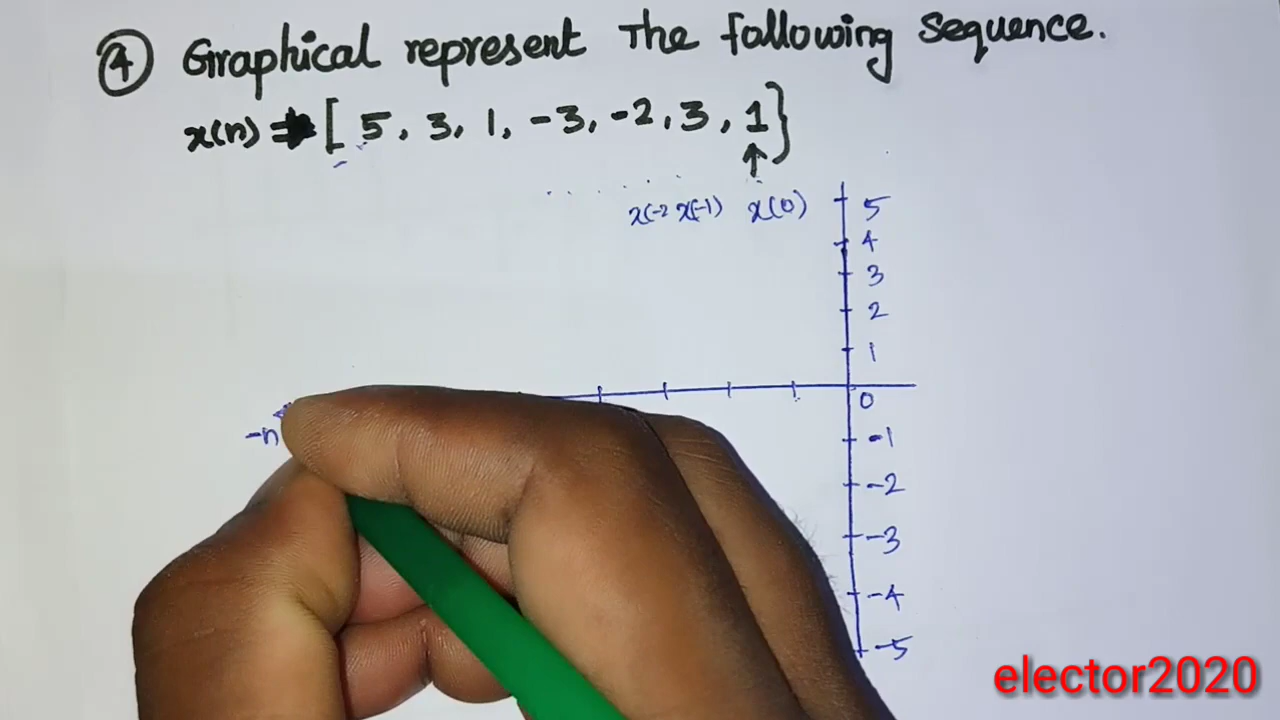 ④ Graphical represent The following sequence.
x(n) = [ 5, 3, 1, -3, -2, 3, 1}
↑
x(-2 x(-1) x(0)
5
4
3
2
1
0
-n
-1
-2
-3
-4
-5
elector2020